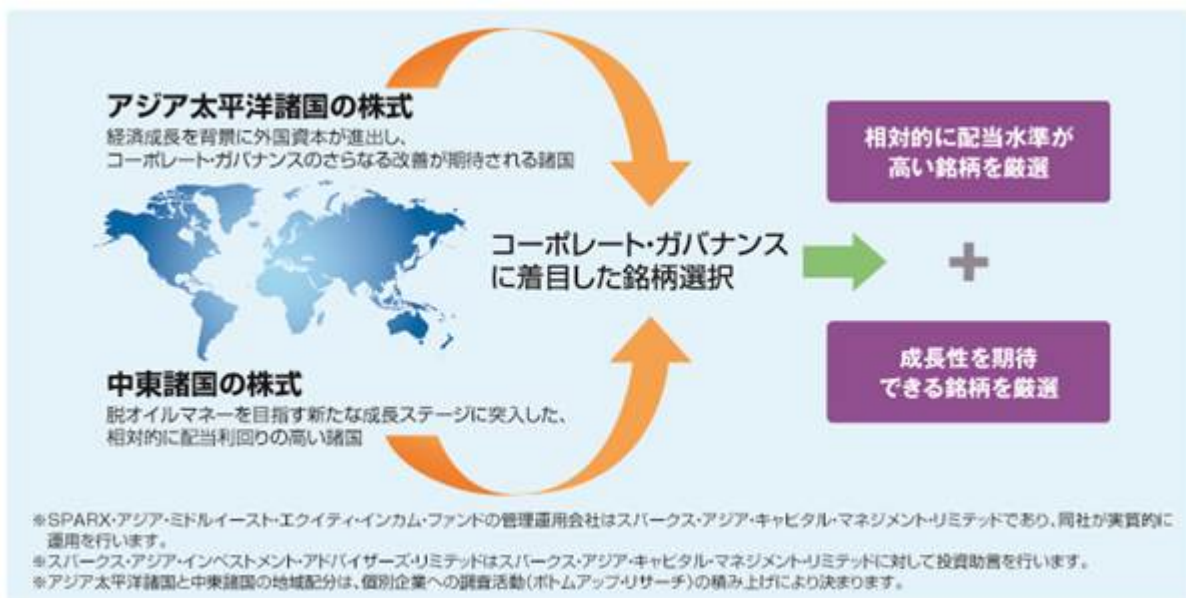 アジア太平洋諸国の株式
経済成長を背景に外国資本が進出し、
コーポレート・ガバナンスのさらなる改善が期待される諸国
コーポレート・ガバナンス
に着目した銘柄選択
中東諸国の株式
脱オイルマネーを目指す新たな成長ステージに突入した、
相対的に配当利回りの高い諸国
相対的に配当水準が
高い銘柄を厳選
+
成長性を期待
できる銘柄を厳選
※SPARX・アジア・ミドルイースト・エクイティ・インカム・ファンドの管理運用会社はスパークス・アジア・キャピタル・マネジメント・リミテッドであり、同社が実質的に
運用を行います。
※スパークス・アジア・インベストメント・アドバイザーズ・リミテッドはスパークス・アジア・キャピタル・マネジメント・リミテッドに対して投資助言を行います。
※アジア太平洋諸国と中東諸国の地域配分は、個別企業への調査活動(ボトムアップ・リサーチ)の積み上げにより決まります。